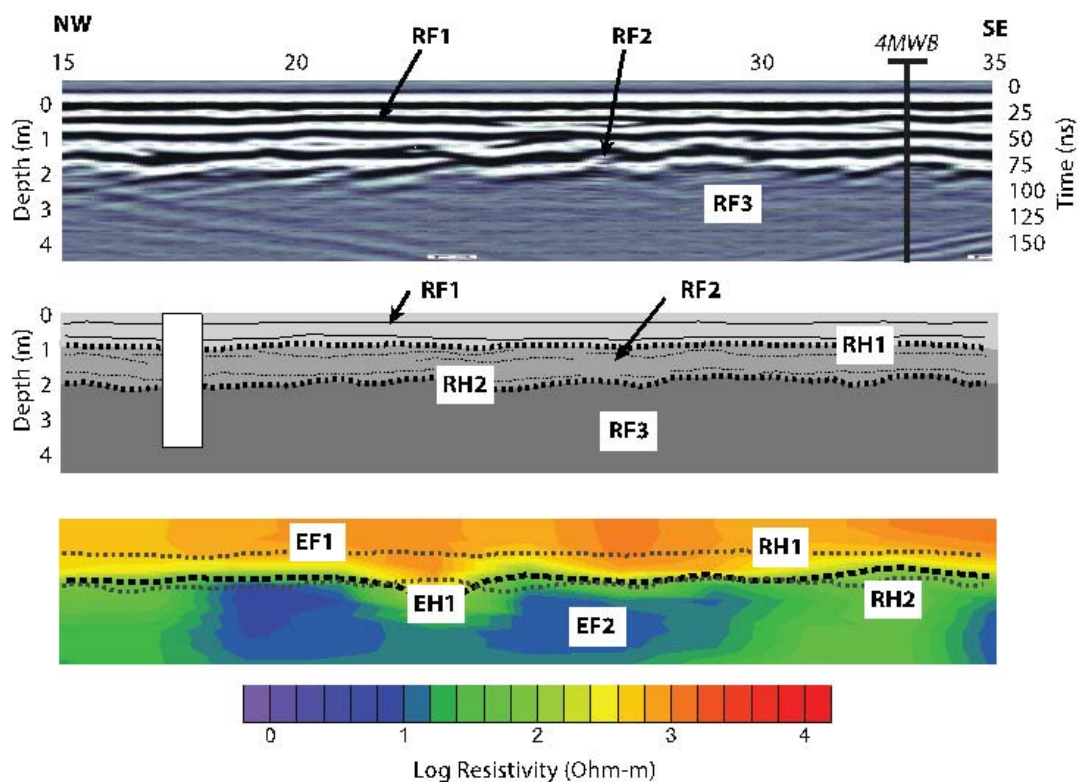 NW RF1 RF2 SE
15 20 30 4MWB 35
0 0
25
1 50
75
2 100
3 RF3 125
4 150
Depth (m)
Time (ns)
RF1 RF2
0
1 RH1
2 RH2
3 RF3
4
Depth (m)
EF1 RH1
EH1 EF2 RH2
0 1 2 3 4
Log Resistivity (Ohm-m)